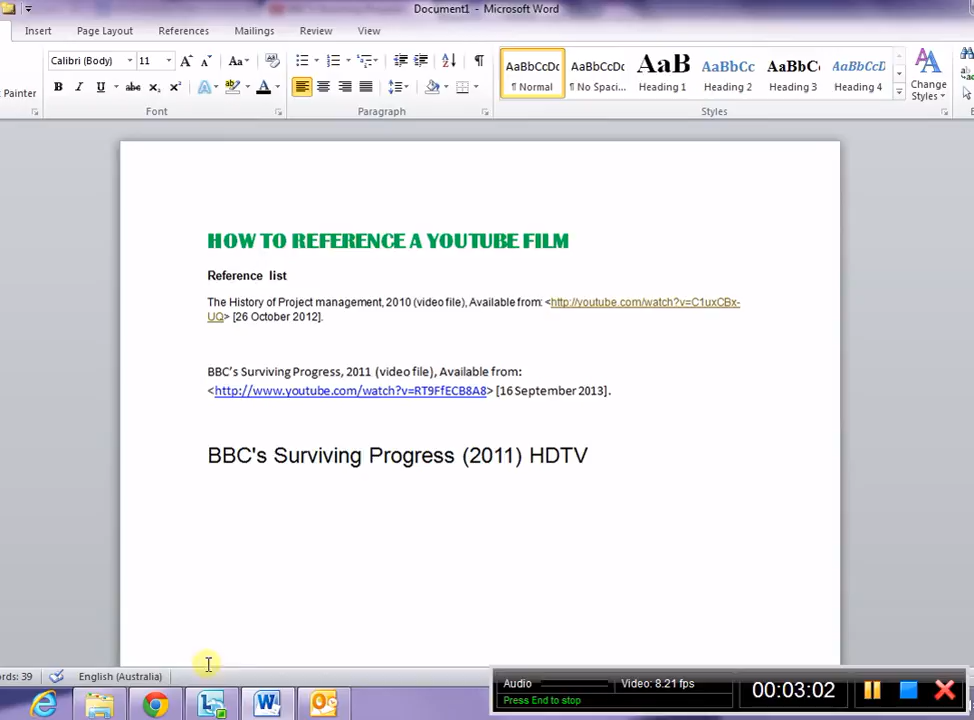 Document1 - Microsoft Word
Insert Page Layout References Mailings Review View
Calibri (Body) 11 Aa AaBbCcDc AaBbCcDc AaB AaBbCc AaBbC AaBbCcD
Painter B I U abc x₂ x² A ab A ¶ Normal ¶ No Spaci... Heading 1 Heading 2 Heading 3 Heading 4 Change Styles
Font Paragraph Styles
HOW TO REFERENCE A YOUTUBE FILM
Reference list
The History of Project management, 2010 (video file), Available from: <http://youtube.com/watch?v=C1uxCBx-
UQ> [26 October 2012].
BBC's Surviving Progress, 2011 (video file), Available from:
<http://www.youtube.com/watch?v=RT9FfECB8A8> [16 September 2013].
BBC's Surviving Progress (2011) HDTV
rds: 39 English (Australia)
Audio Video: 8.21 fps
Press End to stop
00:03:02